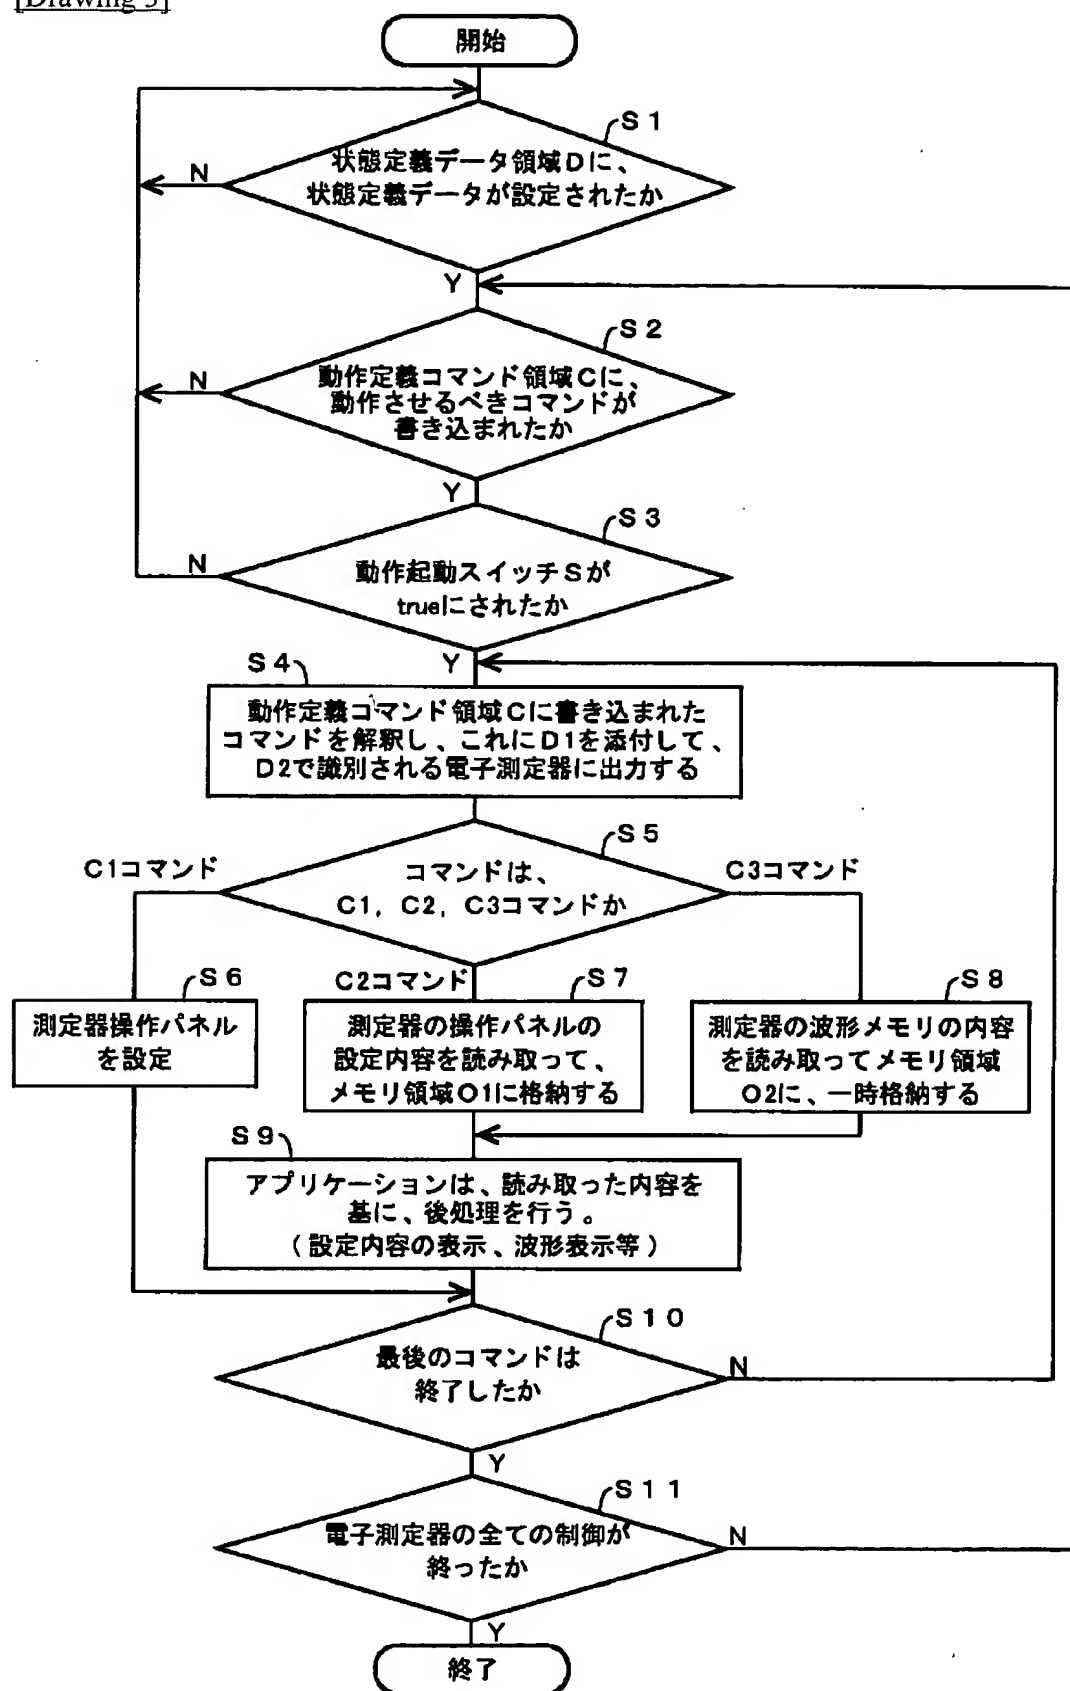 [Drawing 3]
開始
S1
状態定義データ領域Dに、
状態定義データが設定されたか
N
Y
S2
動作定義コマンド領域Cに、
動作させるべきコマンドが
書き込まれたか
N
Y
S3
動作起動スイッチSが
trueにされたか
N
Y
S4
動作定義コマンド領域Cに書き込まれた
コマンドを解釈し、これにD1を添付して、
D2で識別される電子測定器に出力する
S5
コマンドは、
C1, C2, C3コマンドか
C1コマンド
C3コマンド
C2コマンド
S6
測定器操作パネル
を設定
S7
測定器の操作パネルの
設定内容を読み取って、
メモリ領域O1に格納する
S8
測定器の波形メモリの内容
を読み取ってメモリ領域
O2に、一時格納する
S9
アプリケーションは、読み取った内容を
基に、後処理を行う。
(設定内容の表示、波形表示等)
S10
最後のコマンドは
終了したか
N
Y
S11
電子測定器の全ての制御が
終ったか
N
Y
終了